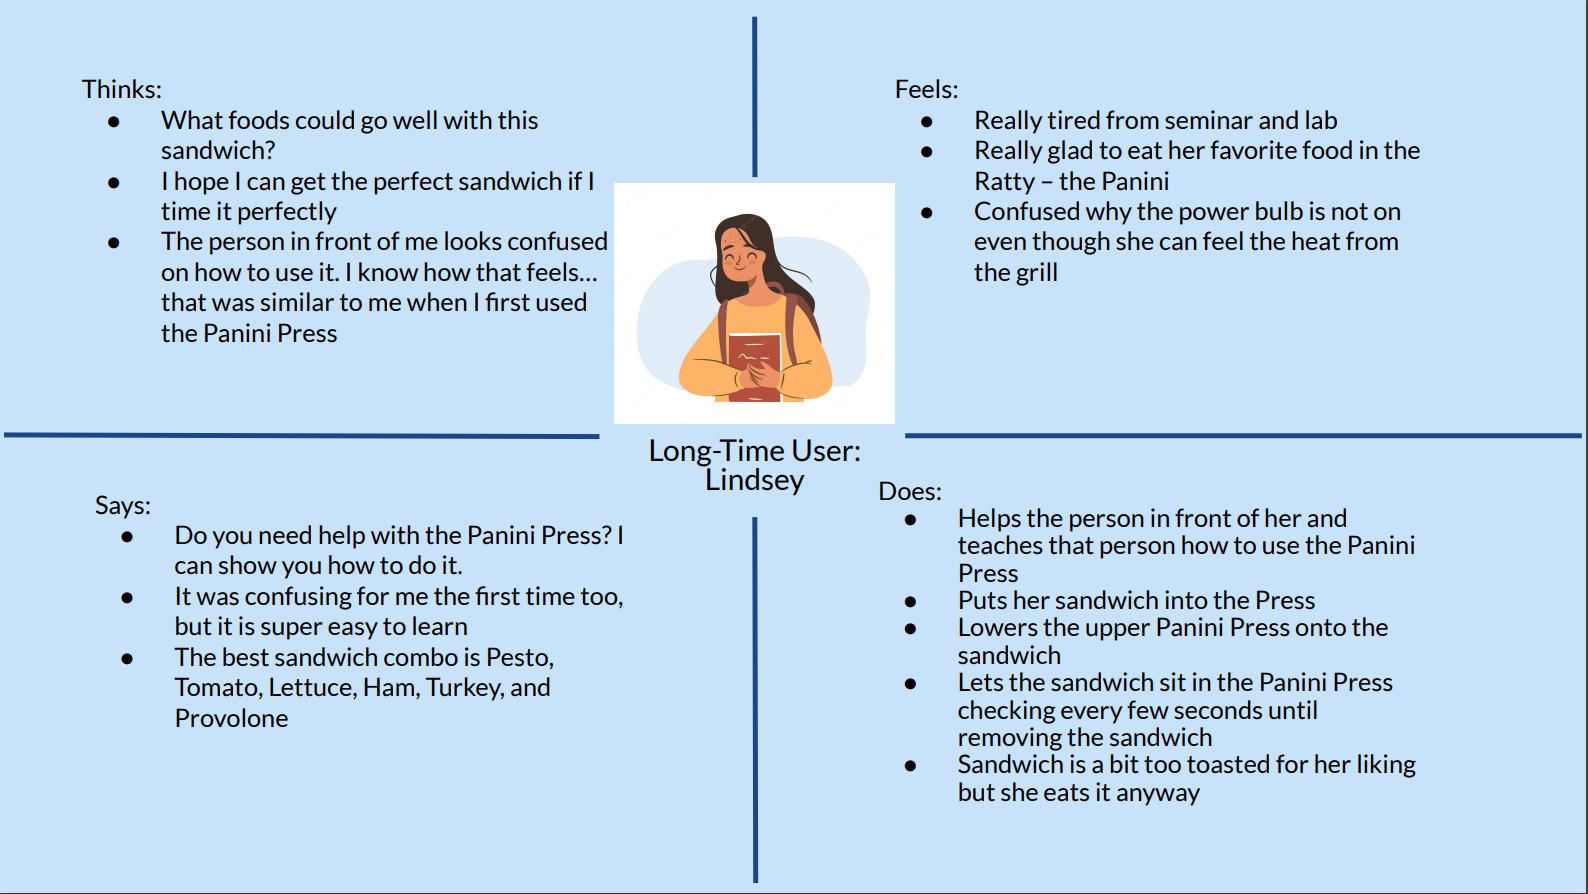 Thinks:
● What foods could go well with this
sandwich?
● I hope I can get the perfect sandwich if I
time it perfectly
● The person in front of me looks confused
on how to use it. I know how that feels...
that was similar to me when I first used
the Panini Press
Feels:
● Really tired from seminar and lab
● Really glad to eat her favorite food in the
Ratty – the Panini
● Confused why the power bulb is not on
even though she can feel the heat from
the grill
Long-Time User:
Lindsey
Says:
● Do you need help with the Panini Press? I
can show you how to do it.
● It was confusing for me the first time too,
but it is super easy to learn
● The best sandwich combo is Pesto,
Tomato, Lettuce, Ham, Turkey, and
Provolone
Does:
● Helps the person in front of her and
teaches that person how to use the Panini
Press
● Puts her sandwich into the Press
● Lowers the upper Panini Press onto the
sandwich
● Lets the sandwich sit in the Panini Press
checking every few seconds until
removing the sandwich
● Sandwich is a bit too toasted for her liking
but she eats it anyway